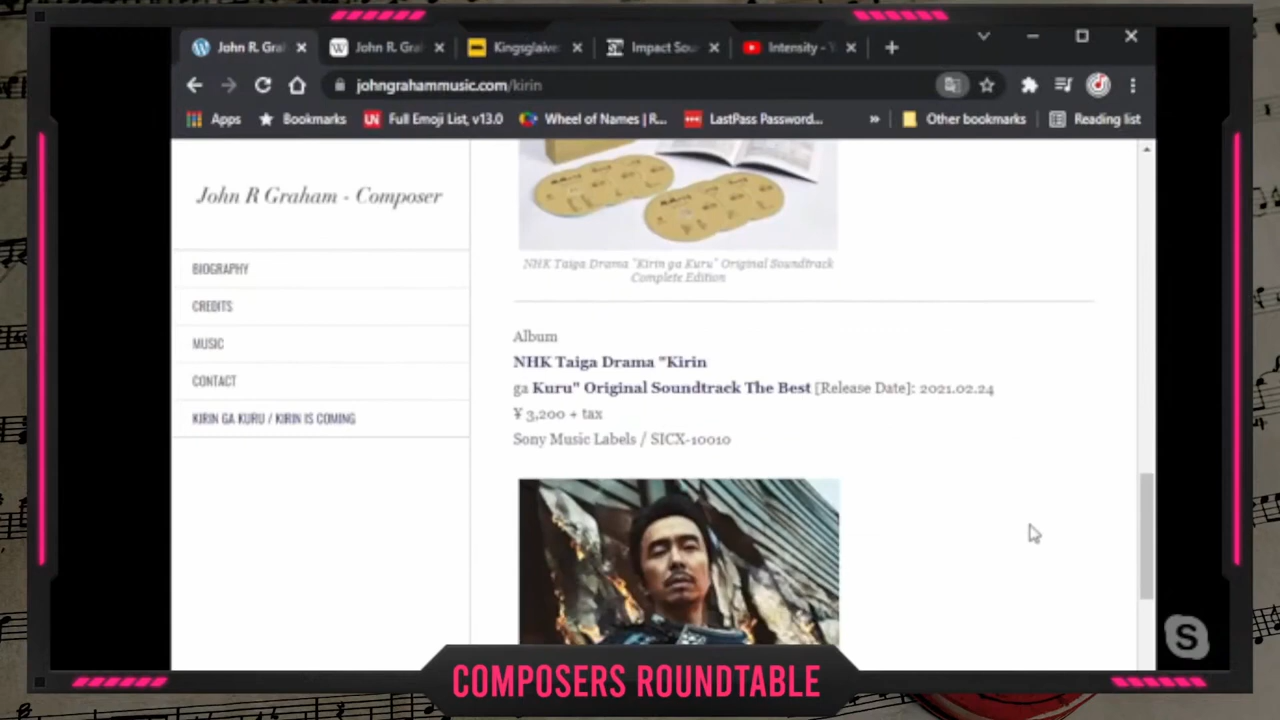 John R. Gra
John R. Gra
Kingsglaive
Impact Sou
Intensity - Y
johngrahammusic.com/kirin
Apps
Bookmarks
Full Emoji List, v13.0
Wheel of Names | R...
LastPass Password...
»
Other bookmarks
Reading list
John R Graham - Composer
BIOGRAPHY
CREDITS
MUSIC
CONTACT
KIRIN GA KURU / KIRIN IS COMING
NHK Taiga Drama "Kirin ga Kuru" Original Soundtrack
Complete Edition
Album
NHK Taiga Drama "Kirin
ga Kuru" Original Soundtrack The Best [Release Date]: 2021.02.24
¥ 3,200 + tax
Sony Music Labels / SICX-10010
S
COMPOSERS ROUNDTABLE